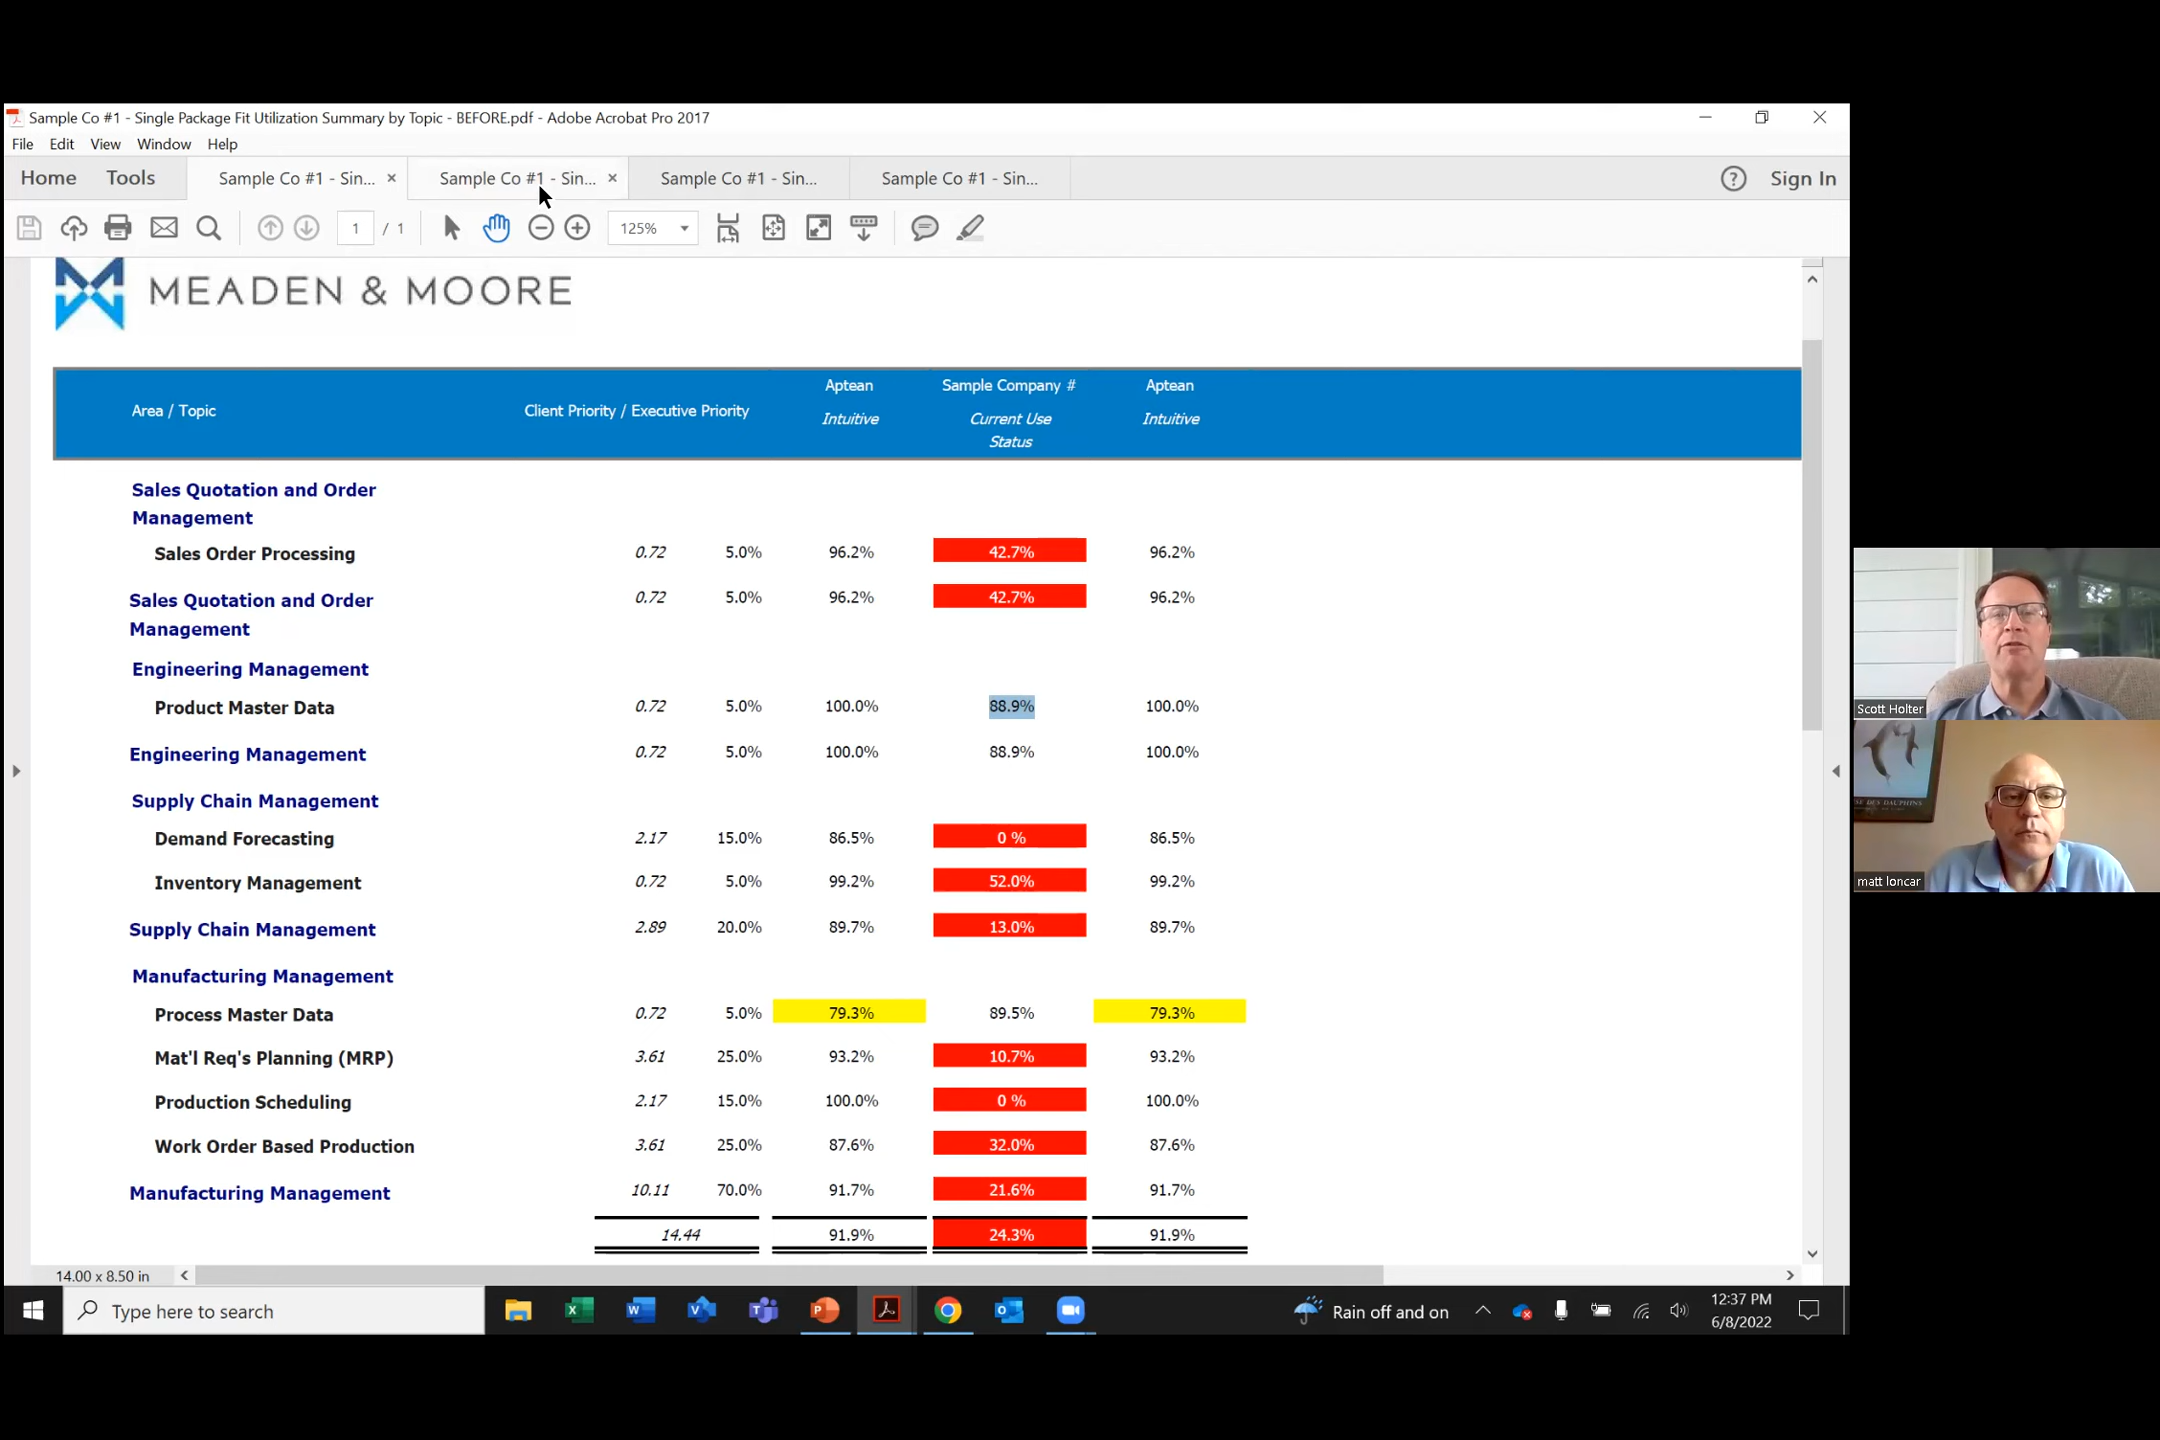 Sample Co #1 - Single Package Fit Utilization Summary by Topic - BEFORE.pdf - Adobe Acrobat Pro 2017
File Edit View Window Help
Home Tools Sample Co #1 - Sin... Sample Co #1 - Sin... Sample Co #1 - Sin... Sample Co #1 - Sin... Sign In
1 / 1 125%
MEADEN & MOORE
Aptean Sample Company # Aptean
Area / Topic Client Priority / Executive Priority Intuitive Current Use Intuitive
Status
Sales Quotation and Order
Management
Sales Order Processing 0.72 5.0% 96.2% 42.7% 96.2%
Sales Quotation and Order 0.72 5.0% 96.2% 42.7% 96.2%
Management
Engineering Management
Product Master Data 0.72 5.0% 100.0% 88.9% 100.0%
Engineering Management 0.72 5.0% 100.0% 88.9% 100.0%
Supply Chain Management
Demand Forecasting 2.17 15.0% 86.5% 0 % 86.5%
Inventory Management 0.72 5.0% 99.2% 52.0% 99.2%
Supply Chain Management 2.89 20.0% 89.7% 13.0% 89.7%
Manufacturing Management
Process Master Data 0.72 5.0% 79.3% 89.5% 79.3%
Mat'l Req's Planning (MRP) 3.61 25.0% 93.2% 10.7% 93.2%
Production Scheduling 2.17 15.0% 100.0% 0 % 100.0%
Work Order Based Production 3.61 25.0% 87.6% 32.0% 87.6%
Manufacturing Management 10.11 70.0% 91.7% 21.6% 91.7%
14.44 91.9% 24.3% 91.9%
14.00 x 8.50 in
Type here to search
Rain off and on
12:37 PM
6/8/2022
Scott Holter
matt loncar